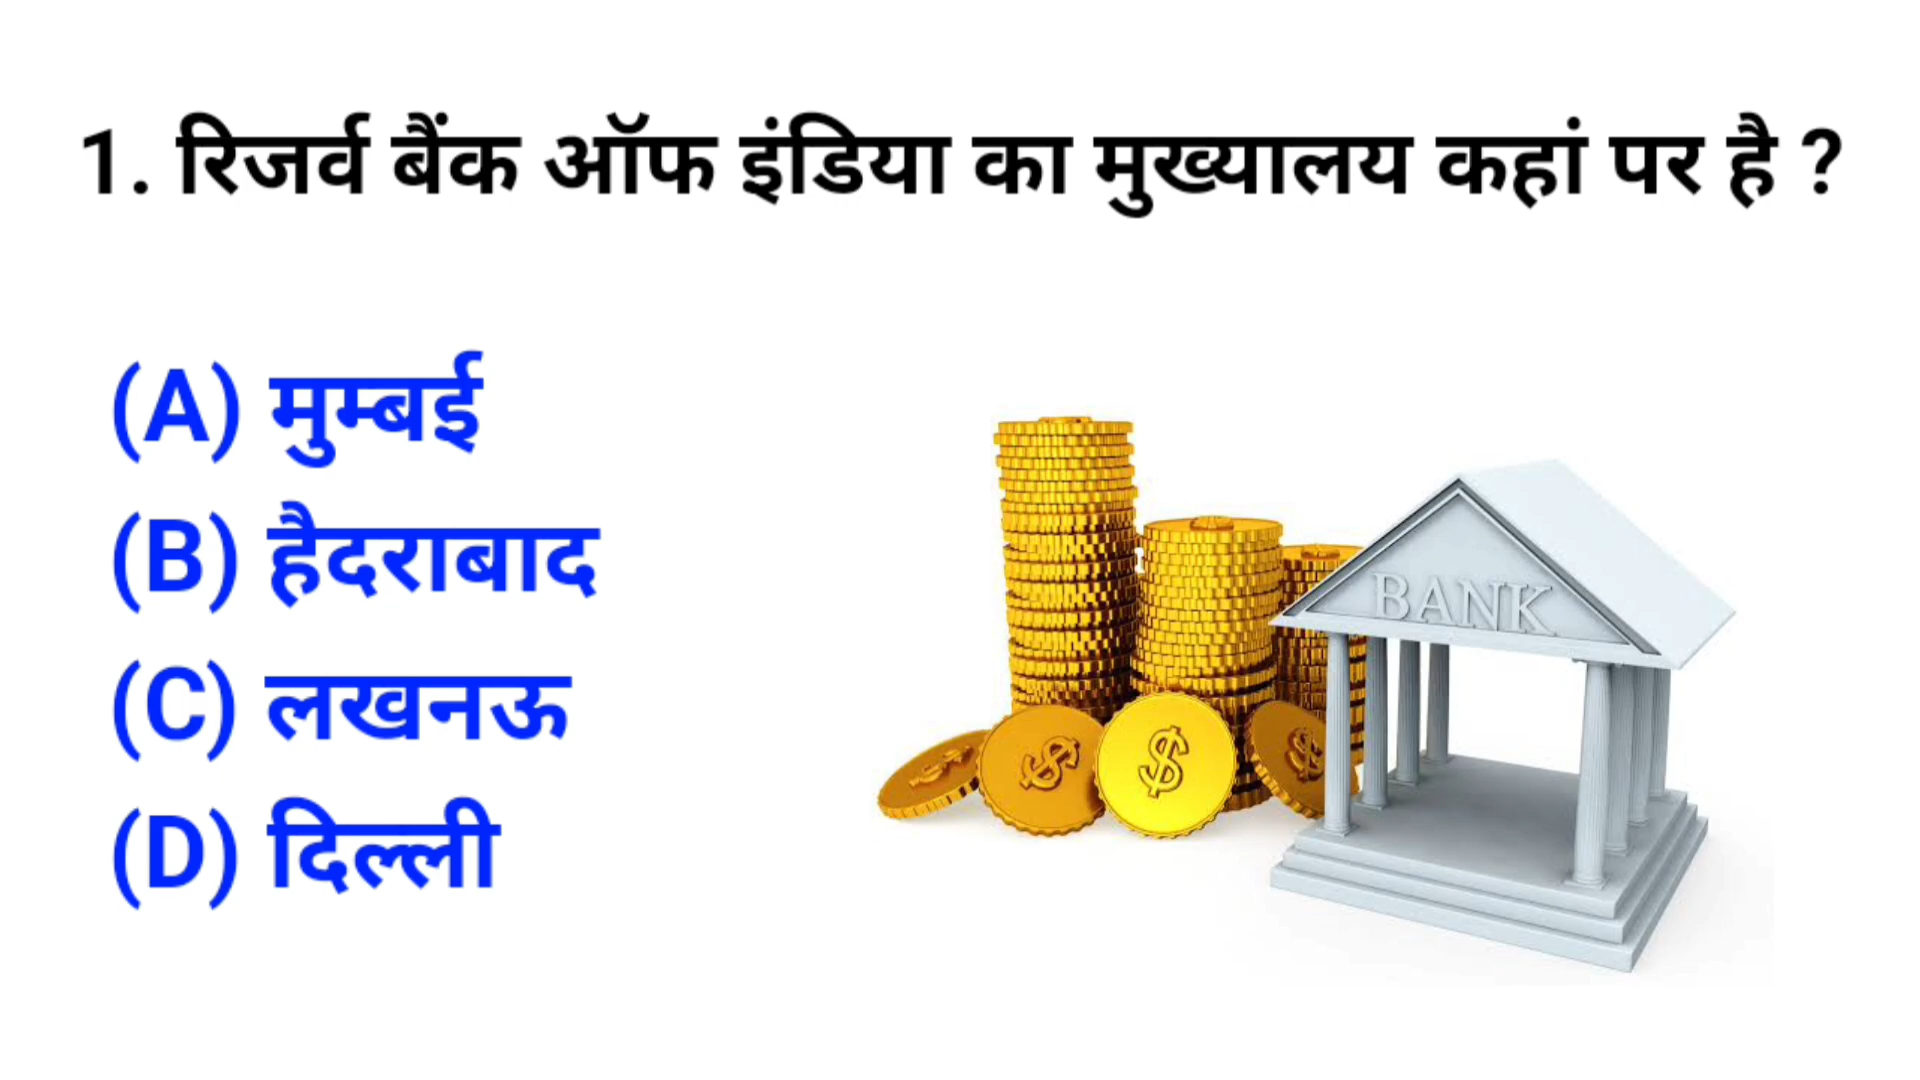 1. रिजर्व बैंक ऑफ इंडिया का मुख्यालय कहां पर है ?
(A) मुम्बई
(B) हैदराबाद
(C) लखनऊ
(D) दिल्ली
BANK
$ $ $ $